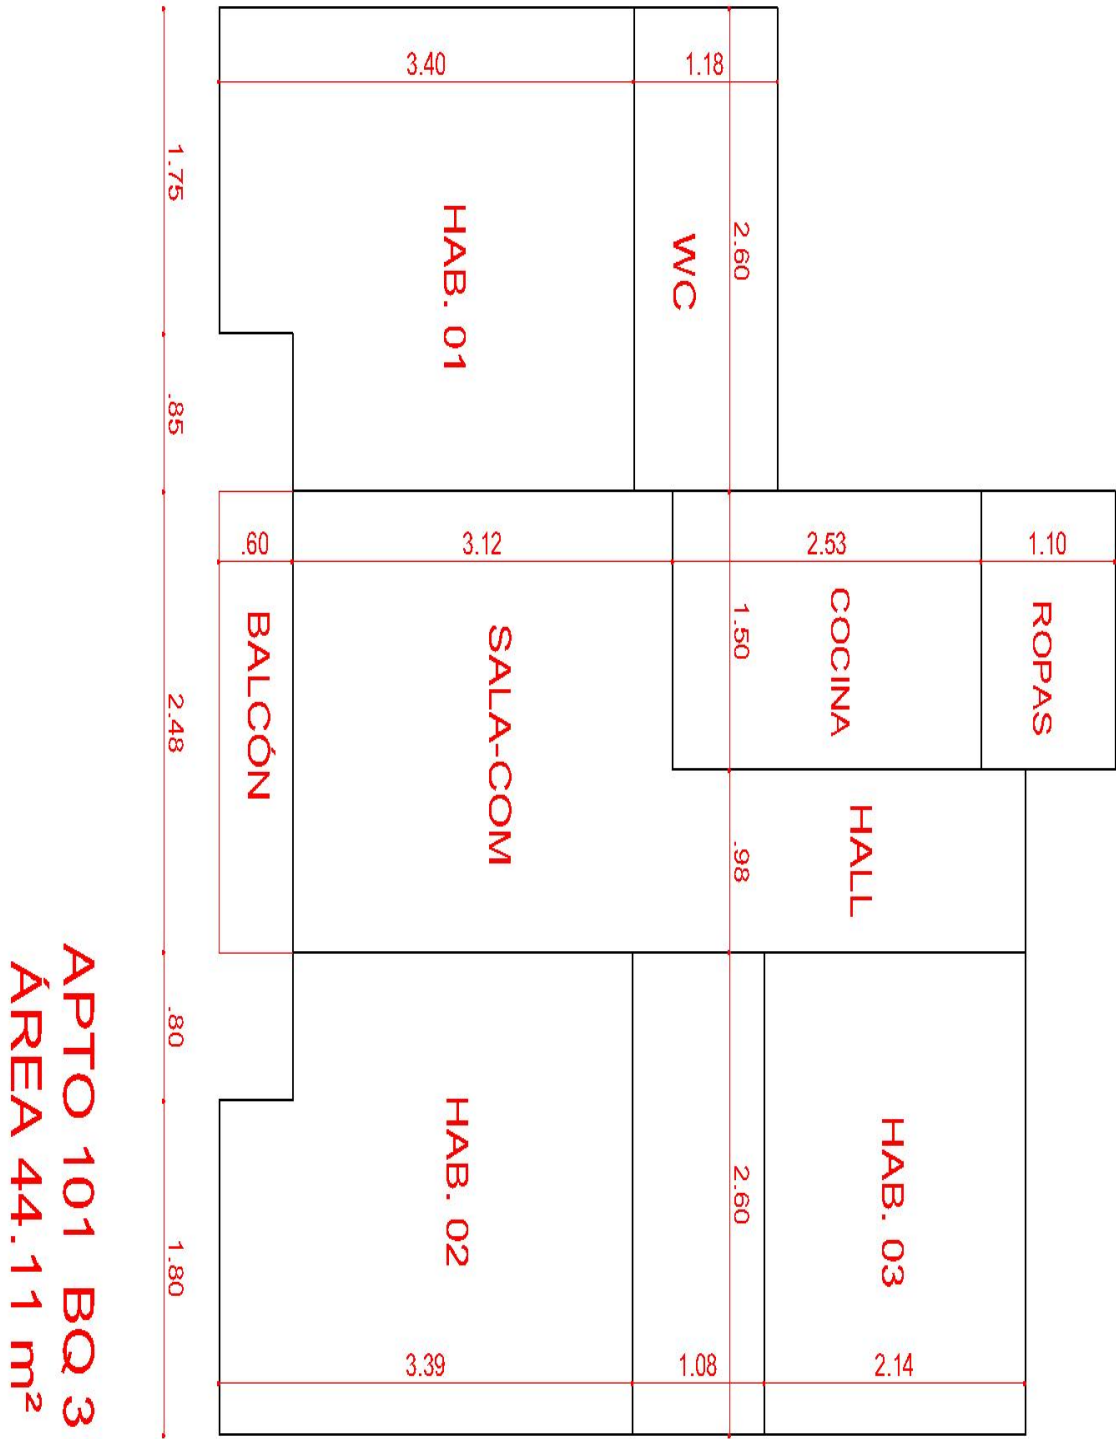 3.40
1.18
1.75
HAB. 01
WC
2.60
.85
.60
3.12
2.53
1.10
BALCÓN
SALA-COM
COCINA
1.50
ROPAS
2.48
.98
HALL
.80
HAB. 02
2.60
HAB. 03
1.80
3.39
1.08
2.14
APTO 101 BQ 3
ÁREA 44.11 m²